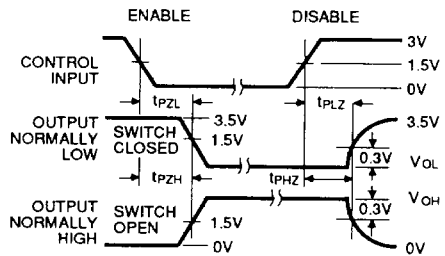 ENABLE DISABLE
3V
CONTROL INPUT 1.5V
0V
tPZL tPLZ
OUTPUT NORMALLY LOW SWITCH CLOSED 3.5V 1.5V 3.5V
0.3V VOL
tPZH tPHZ
0.3V VOH
OUTPUT NORMALLY HIGH SWITCH OPEN 1.5V
0V 0V